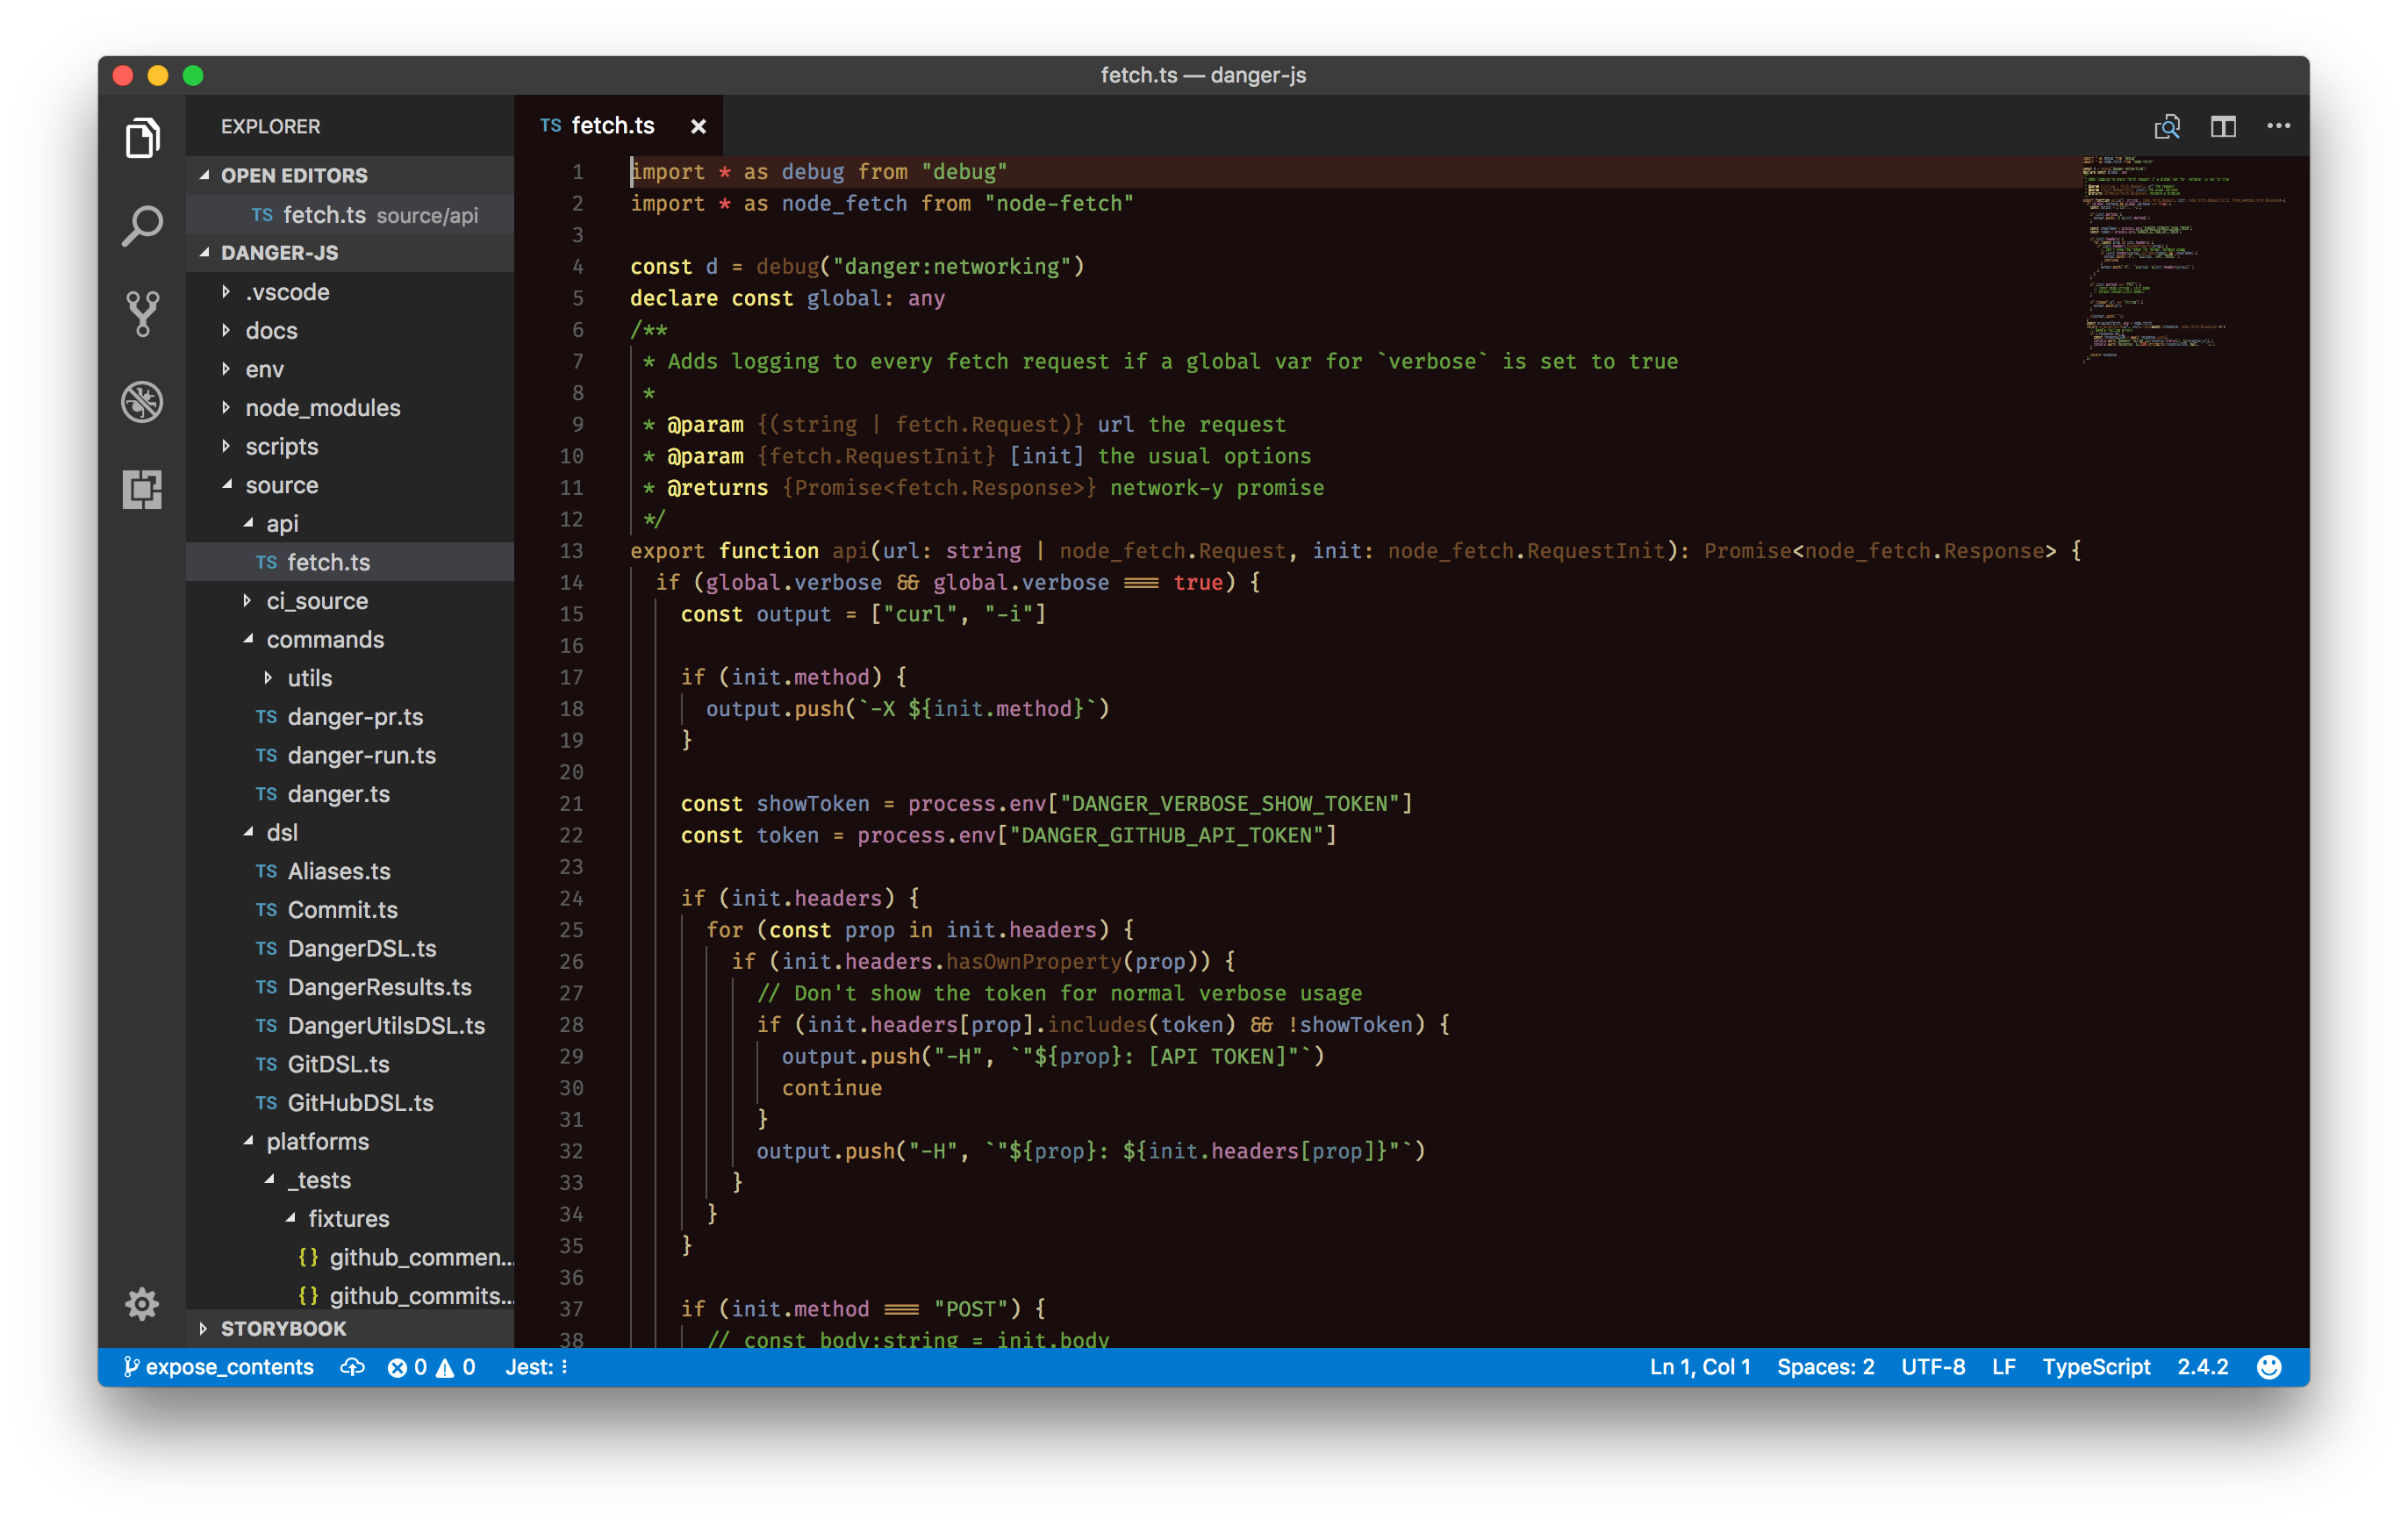 fetch.ts — danger-js
EXPLORER
OPEN EDITORS
TS fetch.ts source/api
DANGER-JS
.vscode
docs
env
node_modules
scripts
source
api
TS fetch.ts
ci_source
commands
utils
TS danger-pr.ts
TS danger-run.ts
TS danger.ts
dsl
TS Aliases.ts
TS Commit.ts
TS DangerDSL.ts
TS DangerResults.ts
TS DangerUtilsDSL.ts
TS GitDSL.ts
TS GitHubDSL.ts
platforms
_tests
fixtures
{} github_commen...
{} github_commits...
STORYBOOK
TS fetch.ts ×
1 import * as debug from "debug"
2 import * as node_fetch from "node-fetch"
3
4 const d = debug("danger:networking")
5 declare const global: any
6 /**
7 * Adds logging to every fetch request if a global var for `verbose` is set to true
8 *
9 * @param {(string | fetch.Request)} url the request
10 * @param {fetch.RequestInit} [init] the usual options
11 * @returns {Promise<fetch.Response>} network-y promise
12 */
13 export function api(url: string | node_fetch.Request, init: node_fetch.RequestInit): Promise<node_fetch.Response> {
14 if (global.verbose && global.verbose === true) {
15 const output = ["curl", "-i"]
16
17 if (init.method) {
18 output.push(`-X ${init.method}`)
19 }
20
21 const showToken = process.env["DANGER_VERBOSE_SHOW_TOKEN"]
22 const token = process.env["DANGER_GITHUB_API_TOKEN"]
23
24 if (init.headers) {
25 for (const prop in init.headers) {
26 if (init.headers.hasOwnProperty(prop)) {
27 // Don't show the token for normal verbose usage
28 if (init.headers[prop].includes(token) && !showToken) {
29 output.push("-H", `"${prop}: [API TOKEN]"`)
30 continue
31 }
32 output.push("-H", `"${prop}: ${init.headers[prop]}"`)
33 }
34 }
35 }
36
37 if (init.method === "POST") {
38 // const body:string = init.body
expose_contents 0 0 Jest: Ln 1, Col 1 Spaces: 2 UTF-8 LF TypeScript 2.4.2